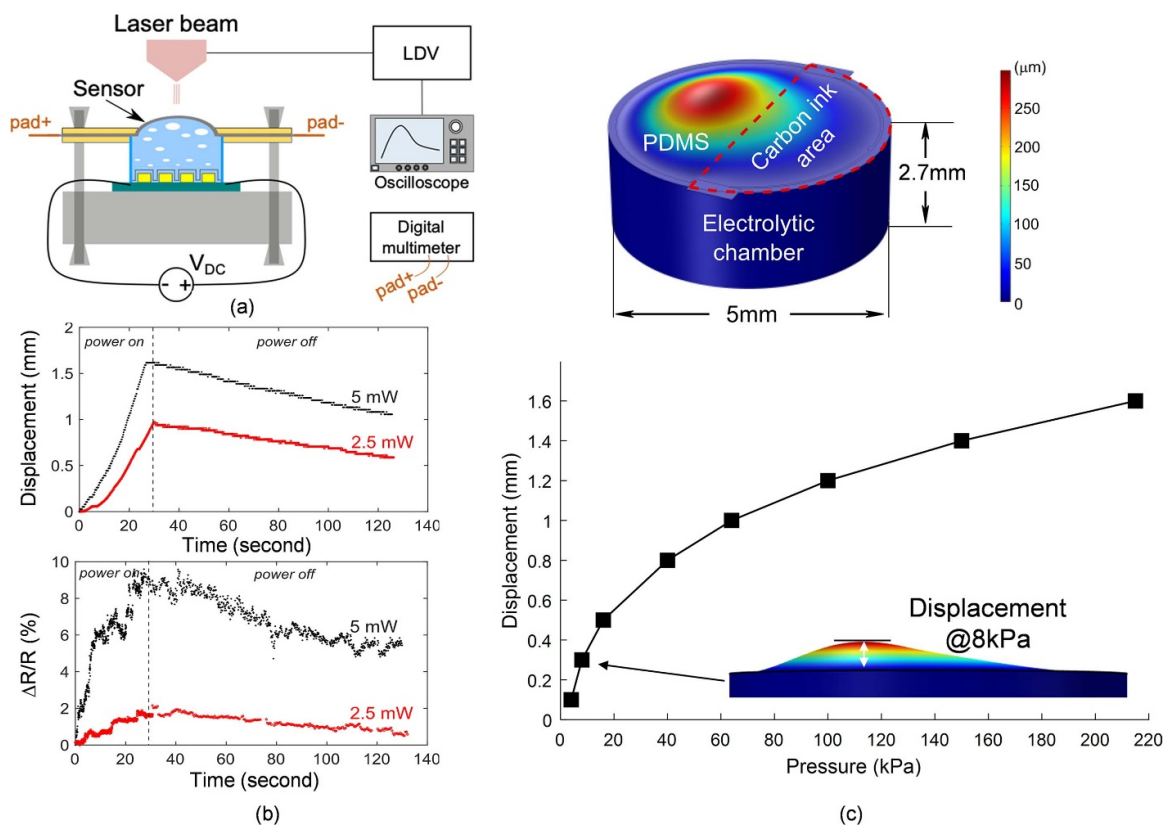 Laser beam
LDV
Sensor
pad+
pad-
Oscilloscope
Digital
multimeter
pad+
pad-
V_DC
- +
(a)
(μm)
250
200
150
100
50
0
PDMS
Carbon ink
area
2.7mm
Electrolytic
chamber
5mm
2
1.5
1
0.5
0
Displacement (mm)
power on
power off
5 mW
2.5 mW
0 20 40 60 80 100 120 140
Time (second)
10
8
6
4
2
0
ΔR/R (%)
power on
power off
5 mW
2.5 mW
0 20 40 60 80 100 120 140
Time (second)
(b)
1.6
1.4
1.2
1
0.8
0.6
0.4
0.2
0
Displacement (mm)
Displacement
@8kPa
0 20 40 60 80 100 120 140 160 180 200 220
Pressure (kPa)
(c)